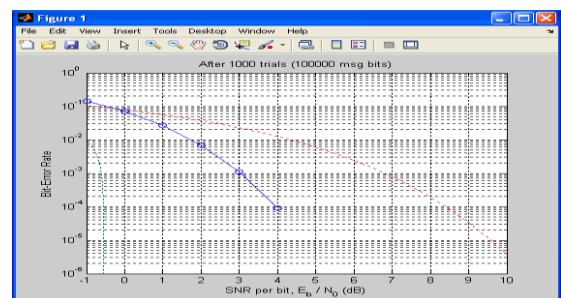 Figure 1
File Edit View Insert Tools Desktop Window Help
After 1000 trials (100000 msg bits)
Bit-Error Rate
10^0
10^-1
10^-2
10^-3
10^-4
10^-5
10^-6
-1 0 1 2 3 4 5 6 7 8 9 10
SNR per bit, E_b / N_0 (dB)